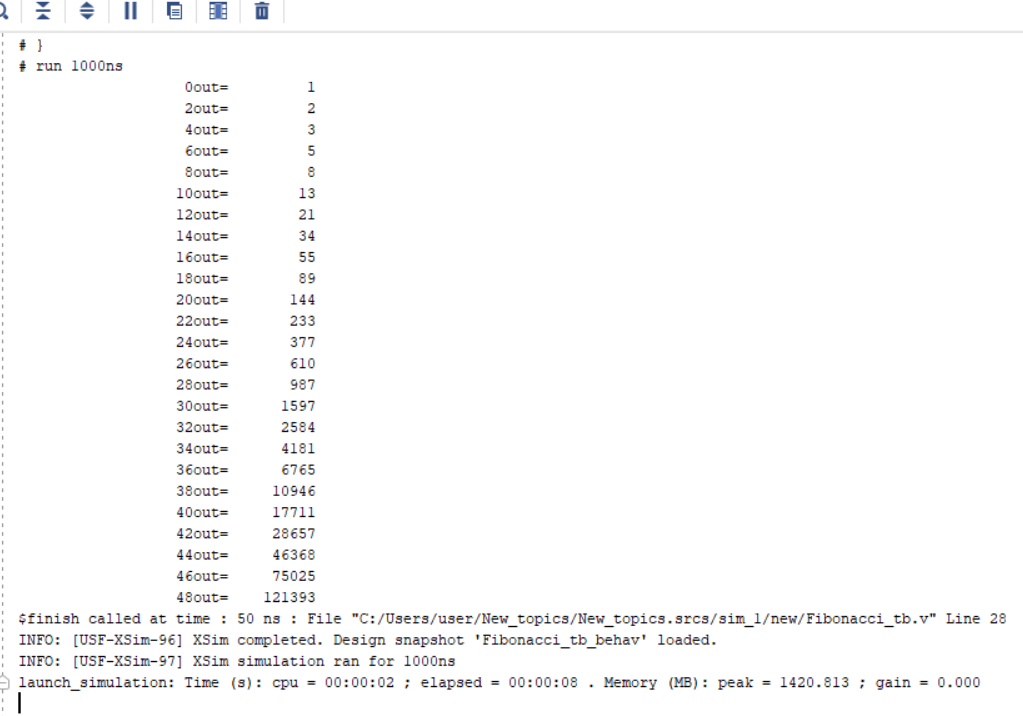 # }
# run 1000ns
0out= 1
2out= 2
4out= 3
6out= 5
8out= 8
10out= 13
12out= 21
14out= 34
16out= 55
18out= 89
20out= 144
22out= 233
24out= 377
26out= 610
28out= 987
30out= 1597
32out= 2584
34out= 4181
36out= 6765
38out= 10946
40out= 17711
42out= 28657
44out= 46368
46out= 75025
48out= 121393
$finish called at time : 50 ns : File "C:/Users/user/New_topics/New_topics.srcs/sim_1/new/Fibonacci_tb.v" Line 28
INFO: [USF-XSim-96] XSim completed. Design snapshot 'Fibonacci_tb_behav' loaded.
INFO: [USF-XSim-97] XSim simulation ran for 1000ns
launch_simulation: Time (s): cpu = 00:00:02 ; elapsed = 00:00:08 . Memory (MB): peak = 1420.813 ; gain = 0.000